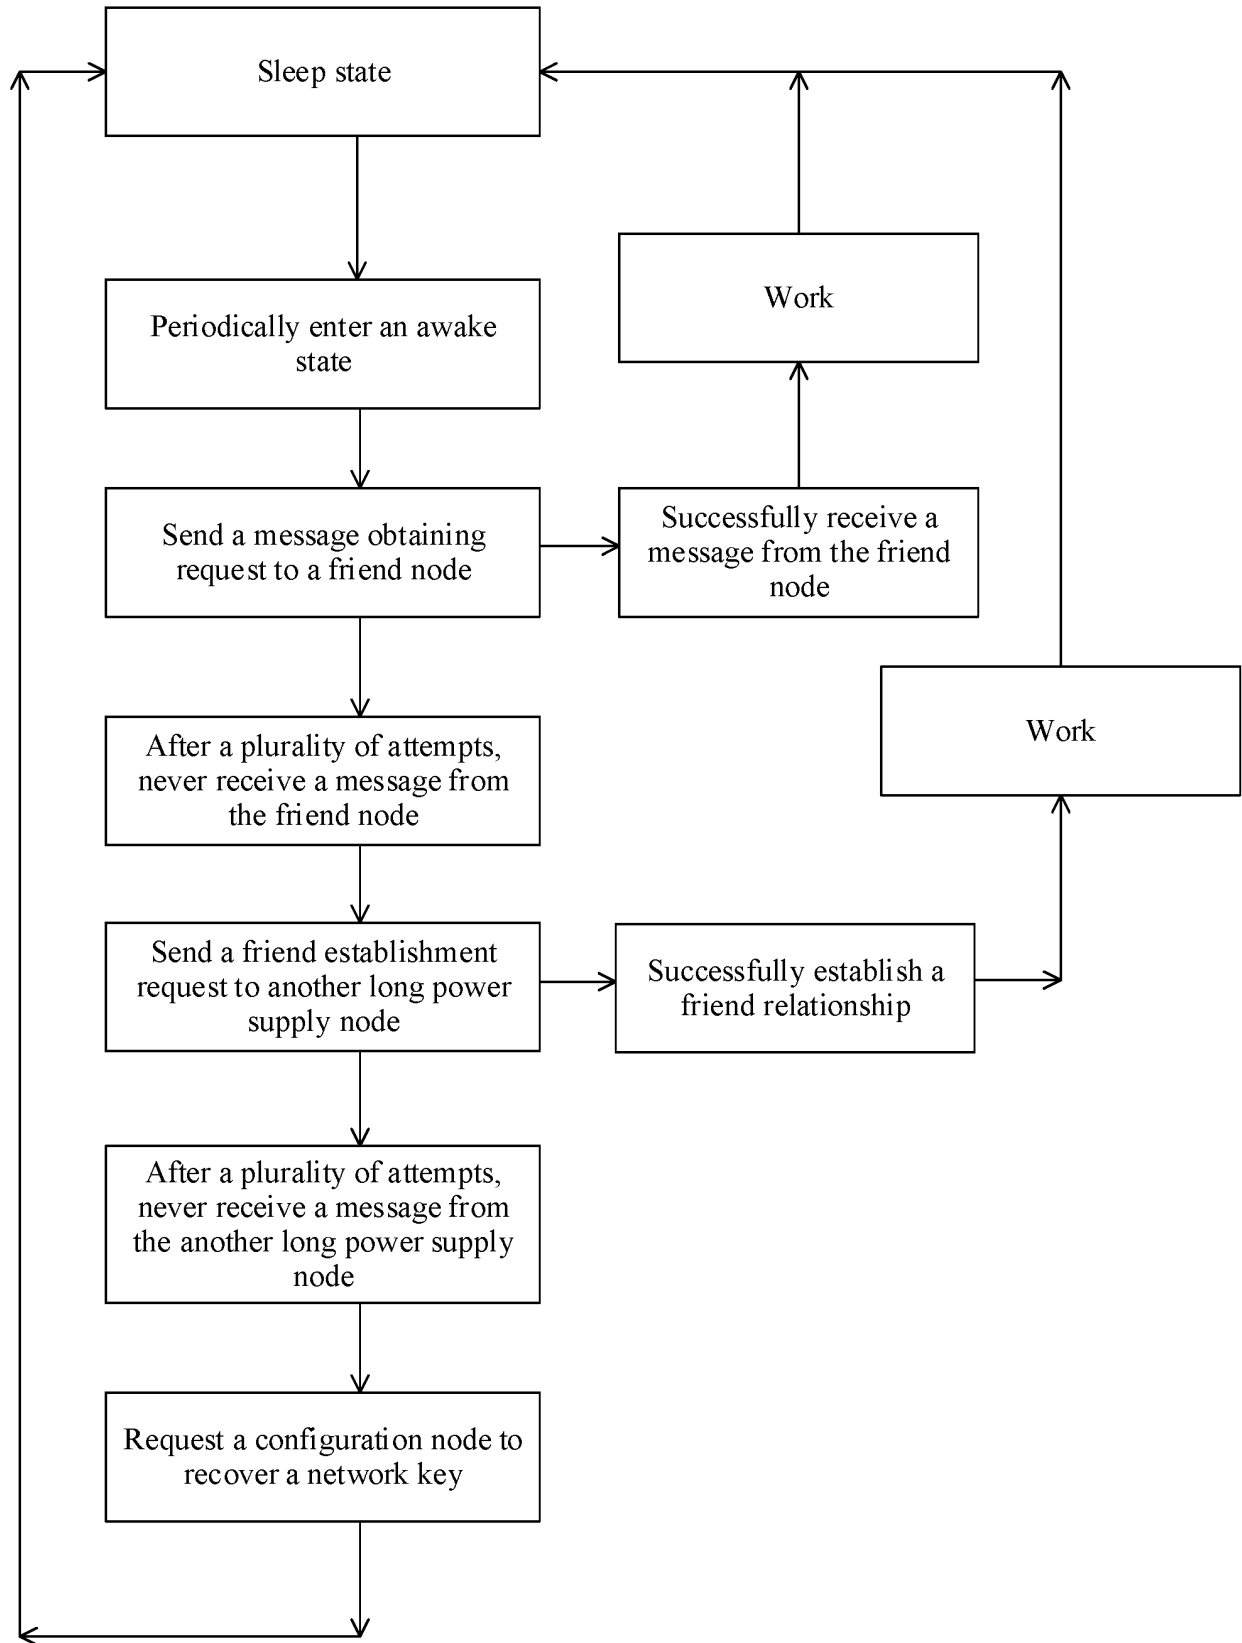 Sleep state
Periodically enter an awake
state
Work
Send a message obtaining
request to a friend node
Successfully receive a
message from the friend
node
After a plurality of attempts,
never receive a message from
the friend node
Work
Send a friend establishment
request to another long power
supply node
Successfully establish a
friend relationship
After a plurality of attempts,
never receive a message from
the another long power supply
node
Request a configuration node to
recover a network key